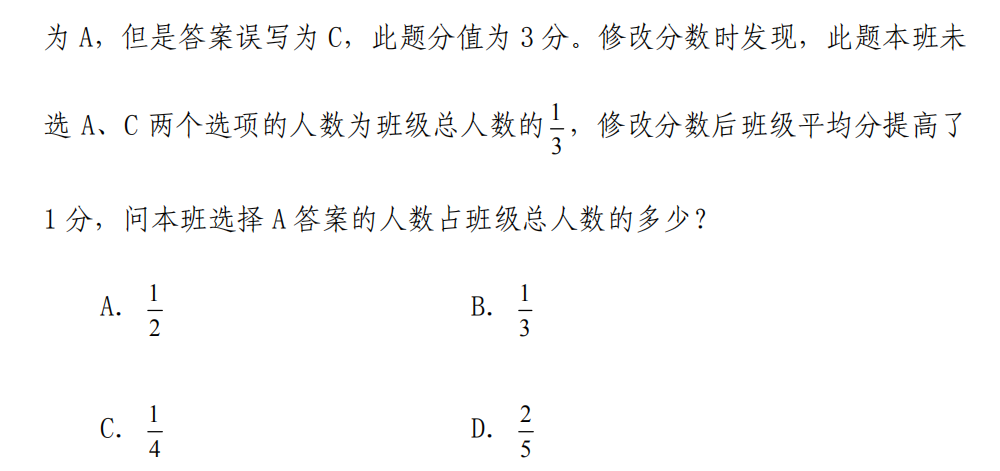 为 A，但是答案误写为 C，此题分值为 3 分。修改分数时发现，此题本班未
选 A、C 两个选项的人数为班级总人数的 1/3，修改分数后班级平均分提高了
1 分，问本班选择 A 答案的人数占班级总人数的多少？
A. 1/2 B. 1/3
C. 1/4 D. 2/5